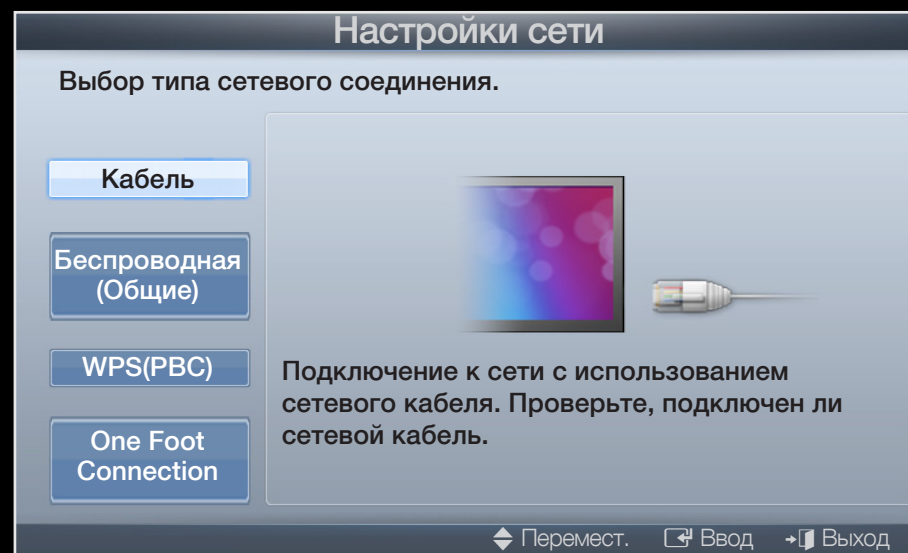 Настройки сети
Выбор типа сетевого соединения.
Кабель
Беспроводная
(Общие)
WPS(PBC)
One Foot
Connection
Подключение к сети с использованием
сетевого кабеля. Проверьте, подключен ли
сетевой кабель.
Перемест. Ввод Выход